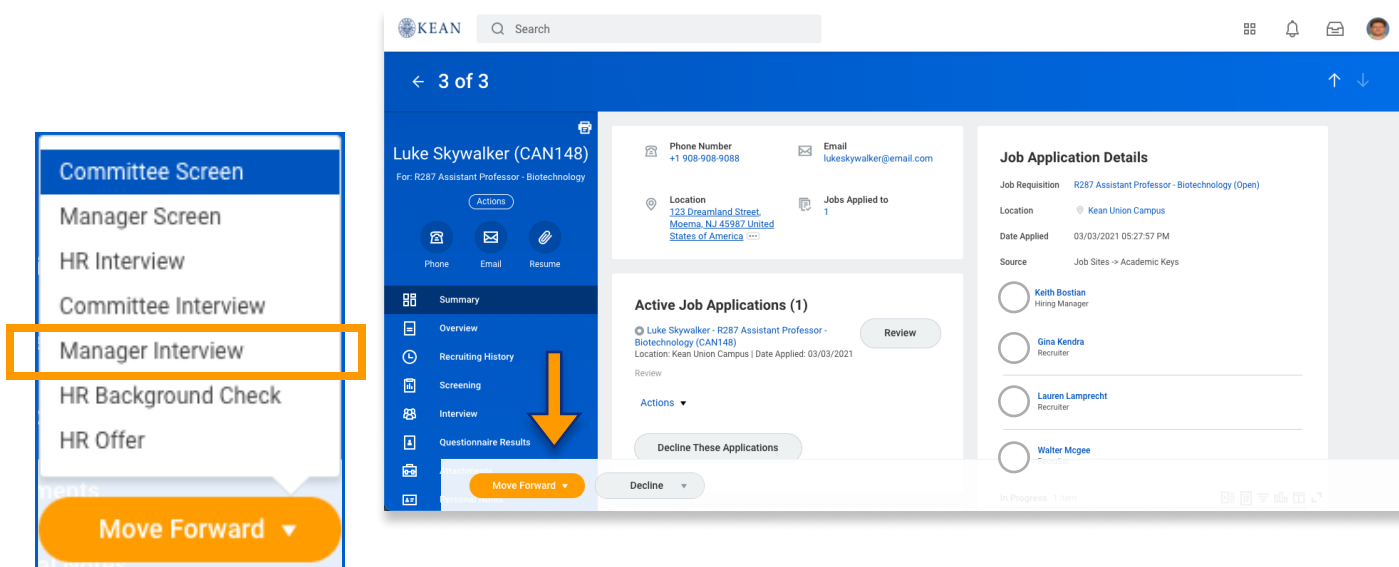 Committee Screen
Manager Screen
HR Interview
Committee Interview
Manager Interview
HR Background Check
HR Offer
Move Forward
KEAN
Search
3 of 3
Luke Skywalker (CAN148)
For: R287 Assistant Professor - Biotechnology
Actions
Phone Email Resume
Summary
Overview
Recruiting History
Screening
Interview
Questionnaire Results
Phone Number
+1 908-908-9088
Email
lukeskywalker@email.com
Location
123 Dreamland Street,
Moema, NJ 45987 United
States of America
Jobs Applied to
1
Active Job Applications (1)
Luke Skywalker - R287 Assistant Professor -
Biotechnology (CAN148)
Location: Kean Union Campus | Date Applied: 03/03/2021
Review
Review
Actions
Decline These Applications
Move Forward
Decline
Job Application Details
Job Requisition R287 Assistant Professor - Biotechnology (Open)
Location Kean Union Campus
Date Applied 03/03/2021 05:27:57 PM
Source Job Sites -> Academic Keys
Keith Bostian
Hiring Manager
Gina Kendra
Recruiter
Lauren Lamprecht
Recruiter
Walter Mcgee
In Progress 1 item